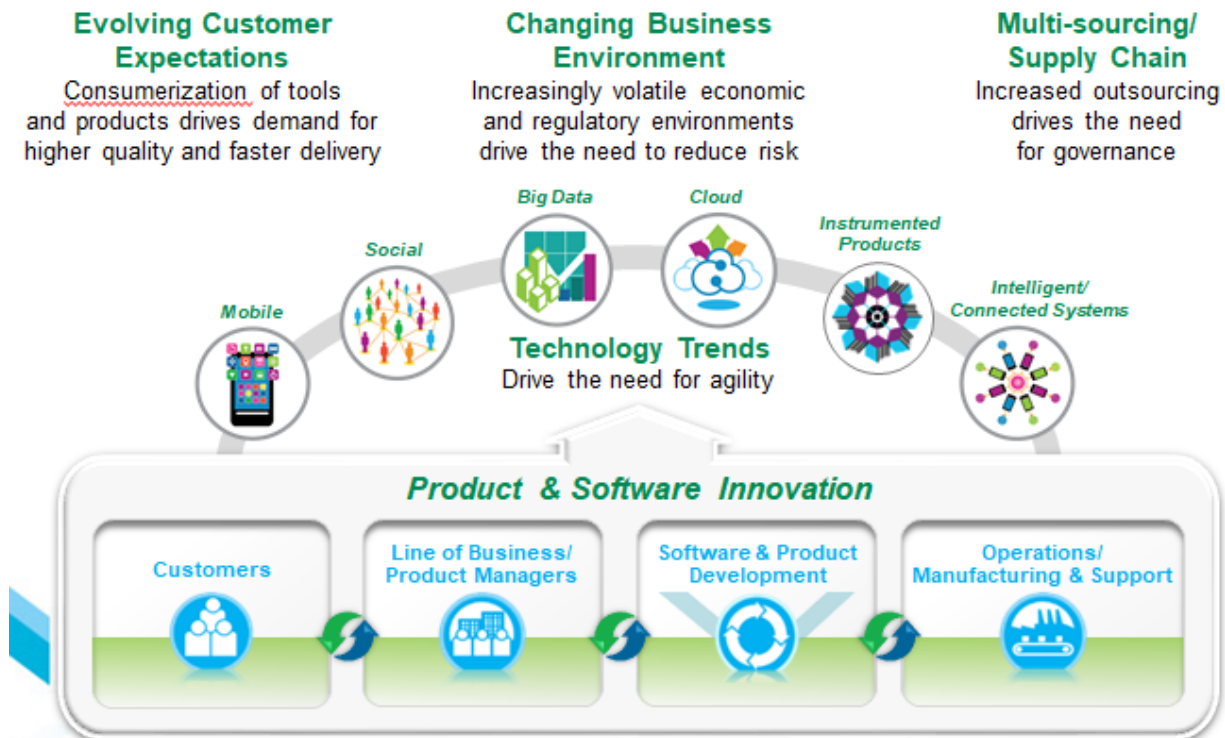 Evolving Customer
Expectations
Consumerization of tools
and products drives demand for
higher quality and faster delivery
Changing Business
Environment
Increasingly volatile economic
and regulatory environments
drive the need to reduce risk
Multi-sourcing/
Supply Chain
Increased outsourcing
drives the need
for governance
Mobile
Social
Big Data
Cloud
Instrumented
Products
Intelligent/
Connected Systems
Technology Trends
Drive the need for agility
Product & Software Innovation
Customers
Line of Business/
Product Managers
Software & Product
Development
Operations/
Manufacturing & Support